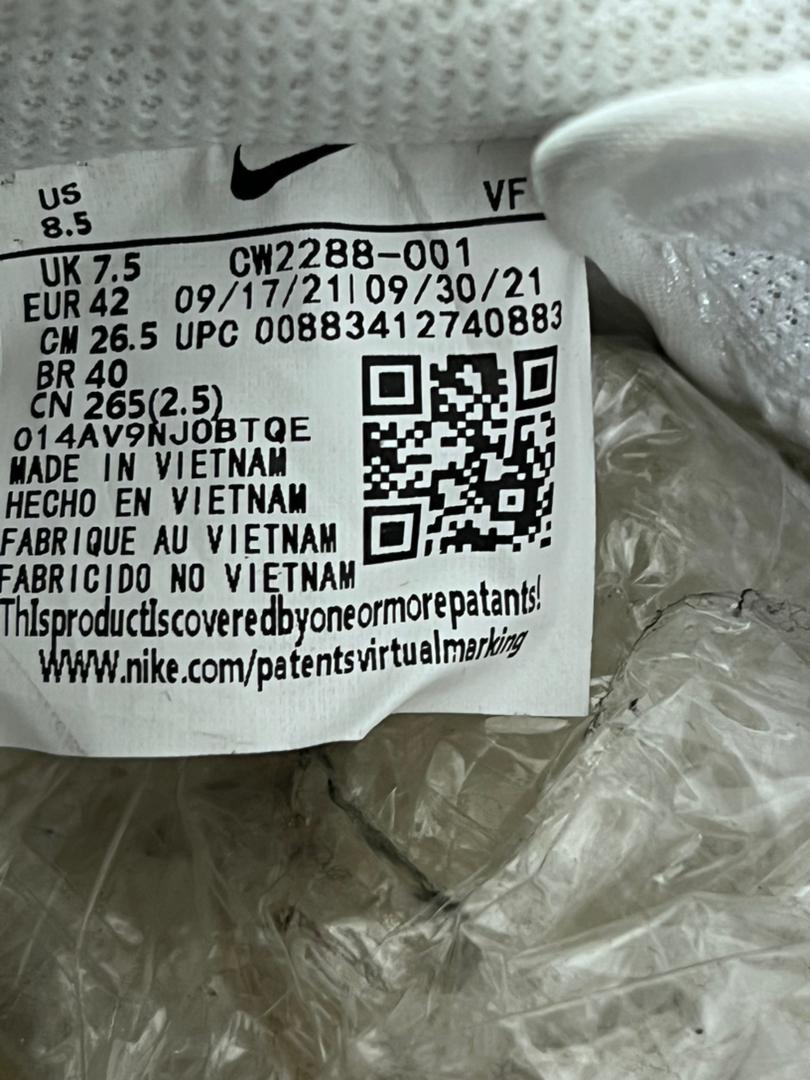 US
8.5
VF
UK 7.5 CW2288-001
EUR 42 09/17/21|09/30/21
CM 26.5 UPC 00883412740883
BR 40
CN 265(2.5)
014AV9NJOBTQE
MADE IN VIETNAM
HECHO EN VIETNAM
FABRIQUE AU VIETNAM
FABRICIDO NO VIETNAM
ThIsproductIscoveredbyoneormorepatants!
WWW.nike.com/patentsvirtualmarking